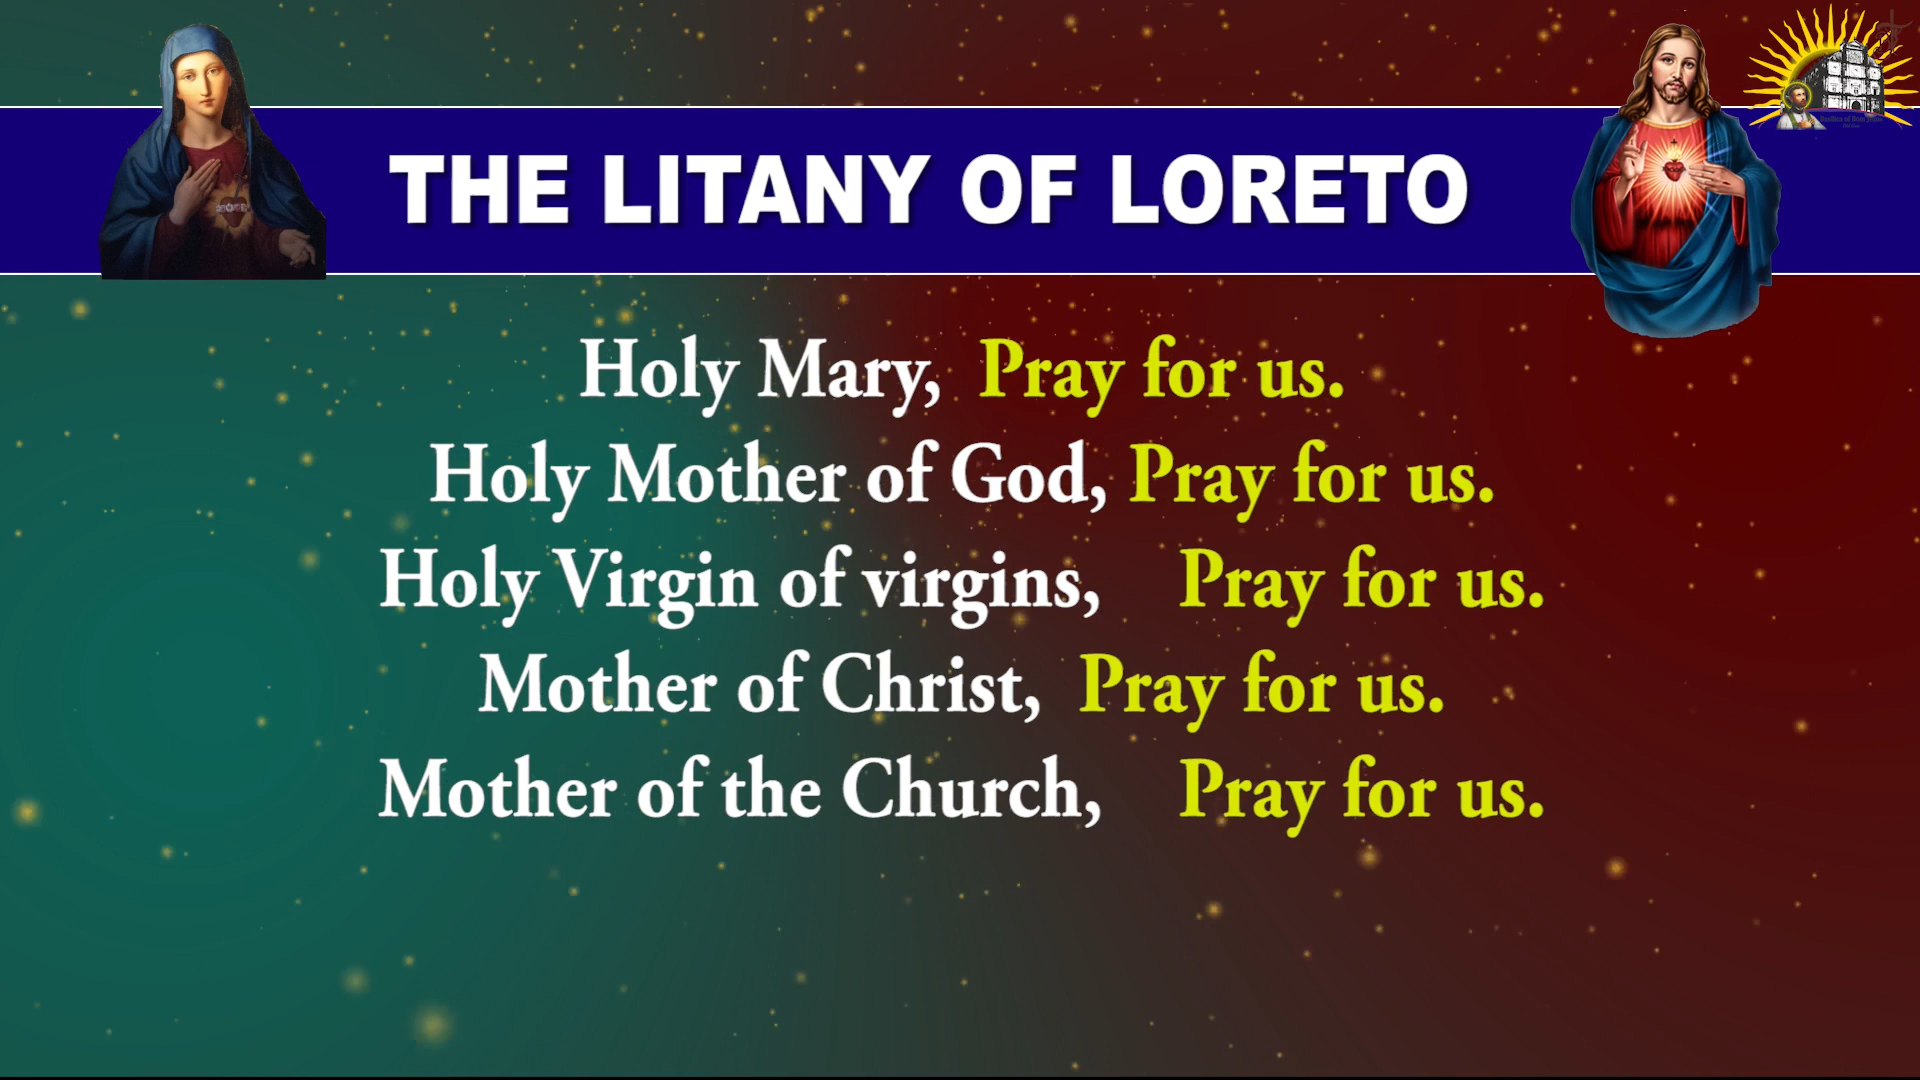 THE LITANY OF LORETO
Holy Mary, Pray for us.
Holy Mother of God, Pray for us.
Holy Virgin of virgins, Pray for us.
Mother of Christ, Pray for us.
Mother of the Church, Pray for us.